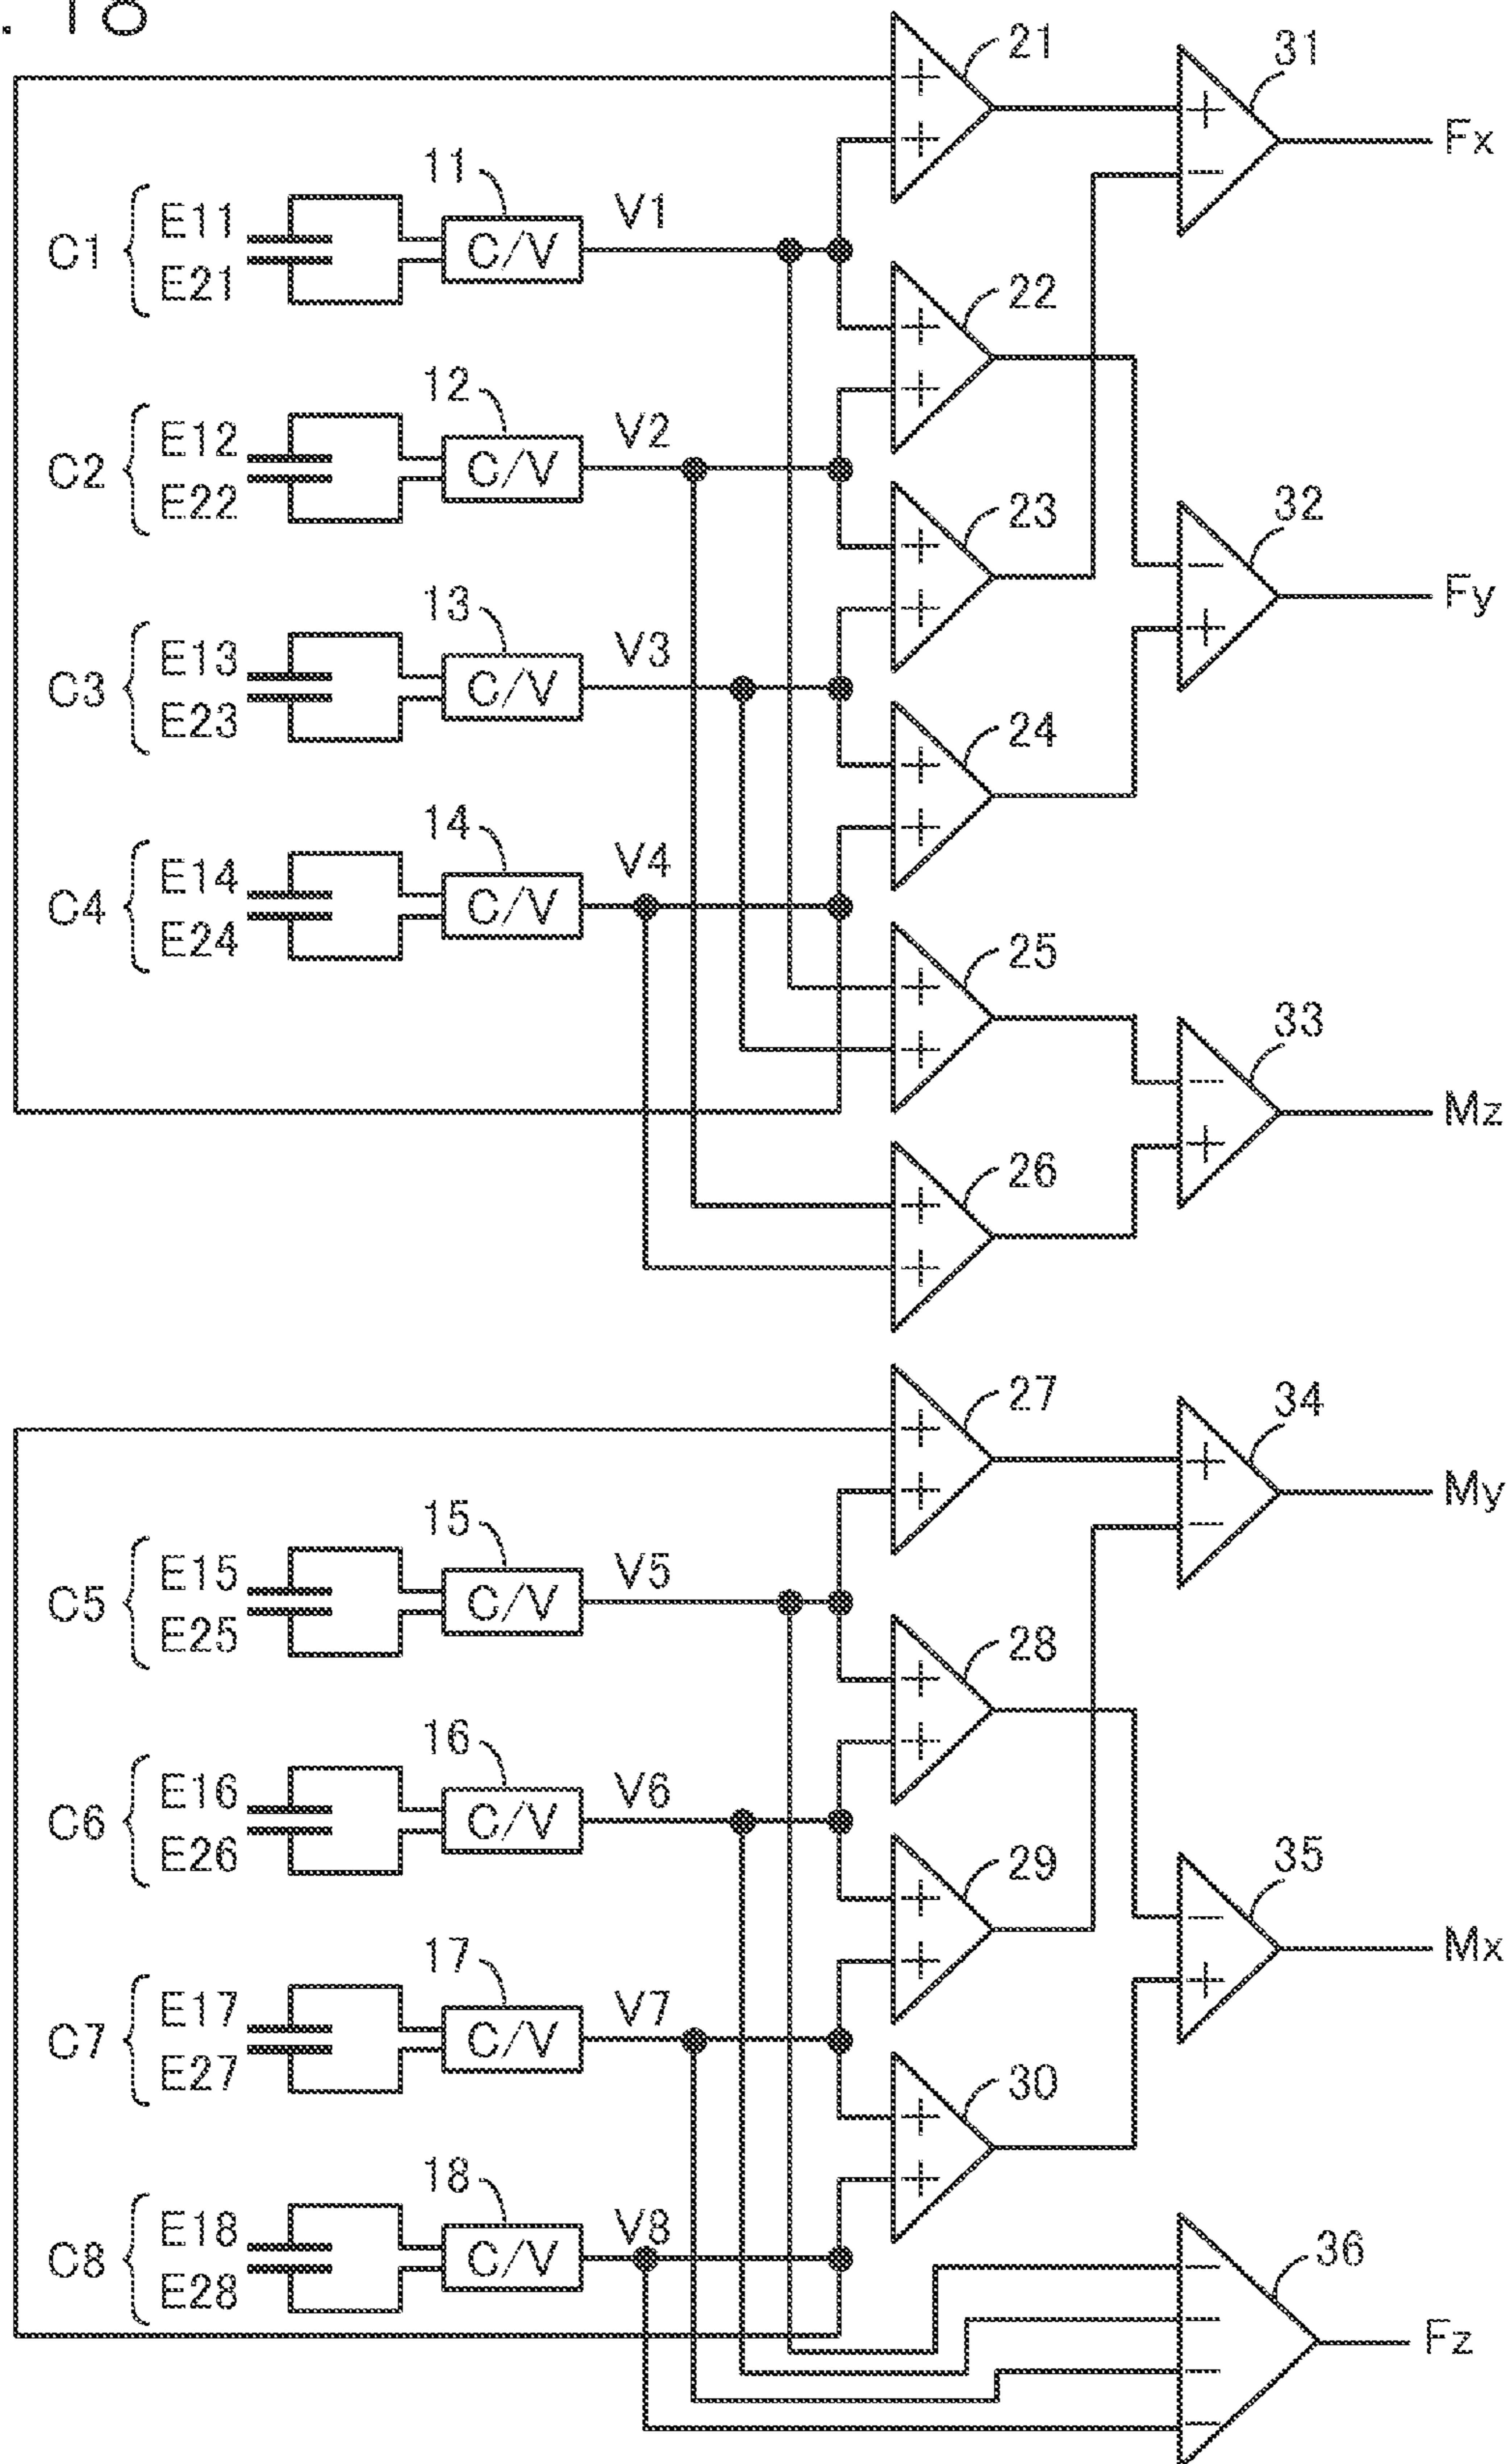 . 18
21
31
+
+
+
−
Fx
11
C1
E11
E21
C/V
V1
22
+
+
12
C2
E12
E22
C/V
V2
23
+
+
32
−
+
Fy
13
C3
E13
E23
C/V
V3
24
+
+
14
C4
E14
E24
C/V
V4
25
+
+
33
−
+
Mz
26
+
+
27
+
+
34
+
−
My
15
C5
E15
E25
C/V
V5
28
+
+
16
C6
E16
E26
C/V
V6
29
+
+
35
−
+
Mx
17
C7
E17
E27
C/V
V7
30
+
+
18
C8
E18
E28
C/V
V8
36
−
−
−
−
Fz